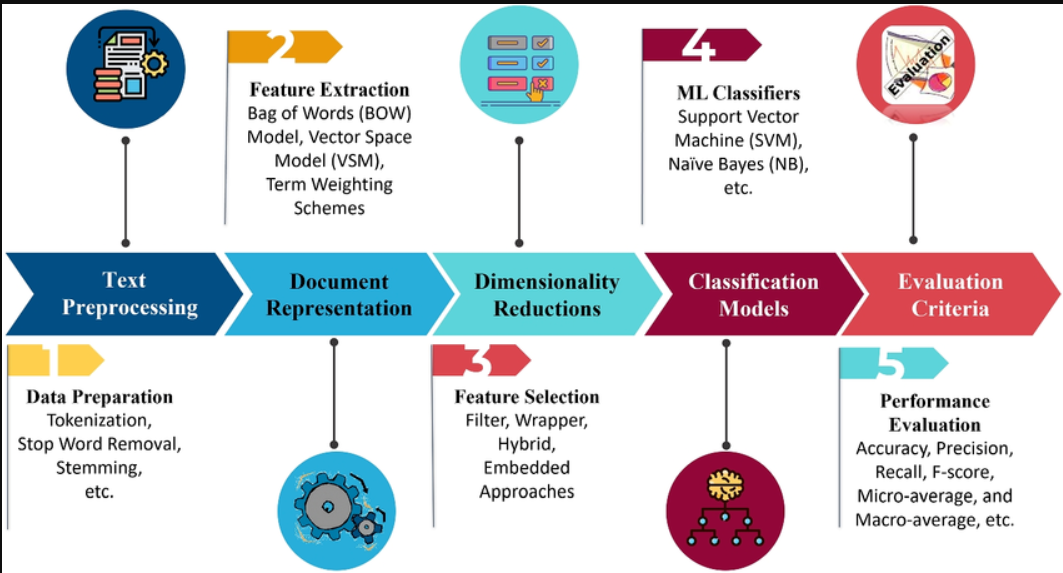 2
Feature Extraction
Bag of Words (BOW)
Model, Vector Space
Model (VSM),
Term Weighting
Schemes
4
ML Classifiers
Support Vector
Machine (SVM),
Naïve Bayes (NB),
etc.
Evaluation
Text
Preprocessing
Document
Representation
Dimensionality
Reductions
Classification
Models
Evaluation
Criteria
1
Data Preparation
Tokenization,
Stop Word Removal,
Stemming,
etc.
3
Feature Selection
Filter, Wrapper,
Hybrid,
Embedded
Approaches
5
Performance
Evaluation
Accuracy, Precision,
Recall, F-score,
Micro-average, and
Macro-average, etc.